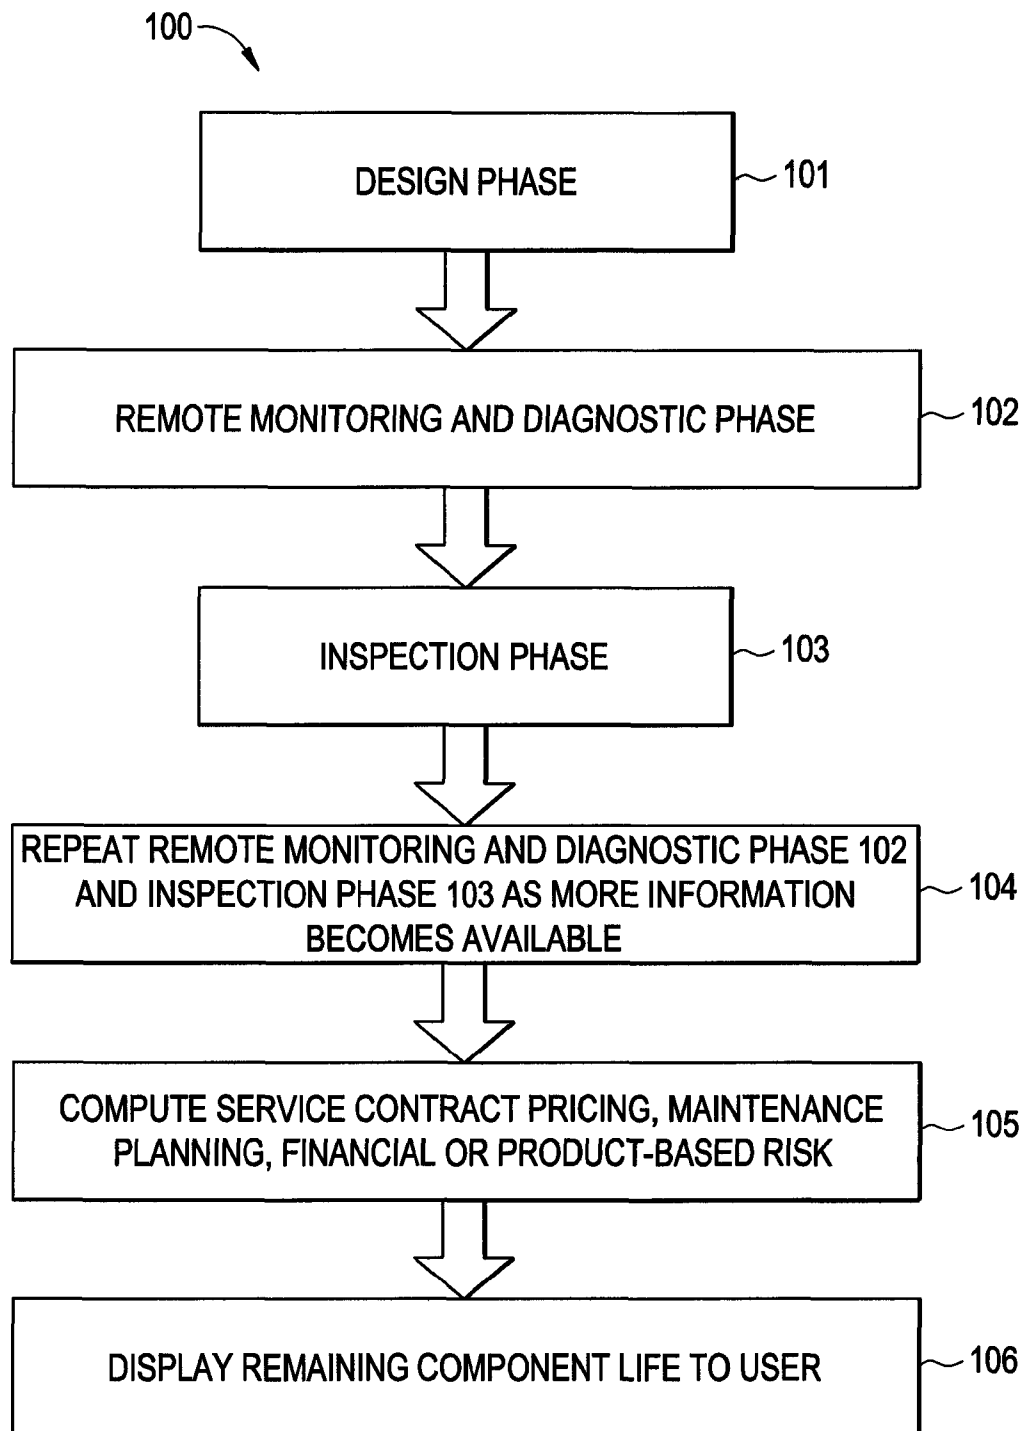 100
DESIGN PHASE
101
REMOTE MONITORING AND DIAGNOSTIC PHASE
102
INSPECTION PHASE
103
REPEAT REMOTE MONITORING AND DIAGNOSTIC PHASE 102
AND INSPECTION PHASE 103 AS MORE INFORMATION
BECOMES AVAILABLE
104
COMPUTE SERVICE CONTRACT PRICING, MAINTENANCE
PLANNING, FINANCIAL OR PRODUCT-BASED RISK
105
DISPLAY REMAINING COMPONENT LIFE TO USER
106